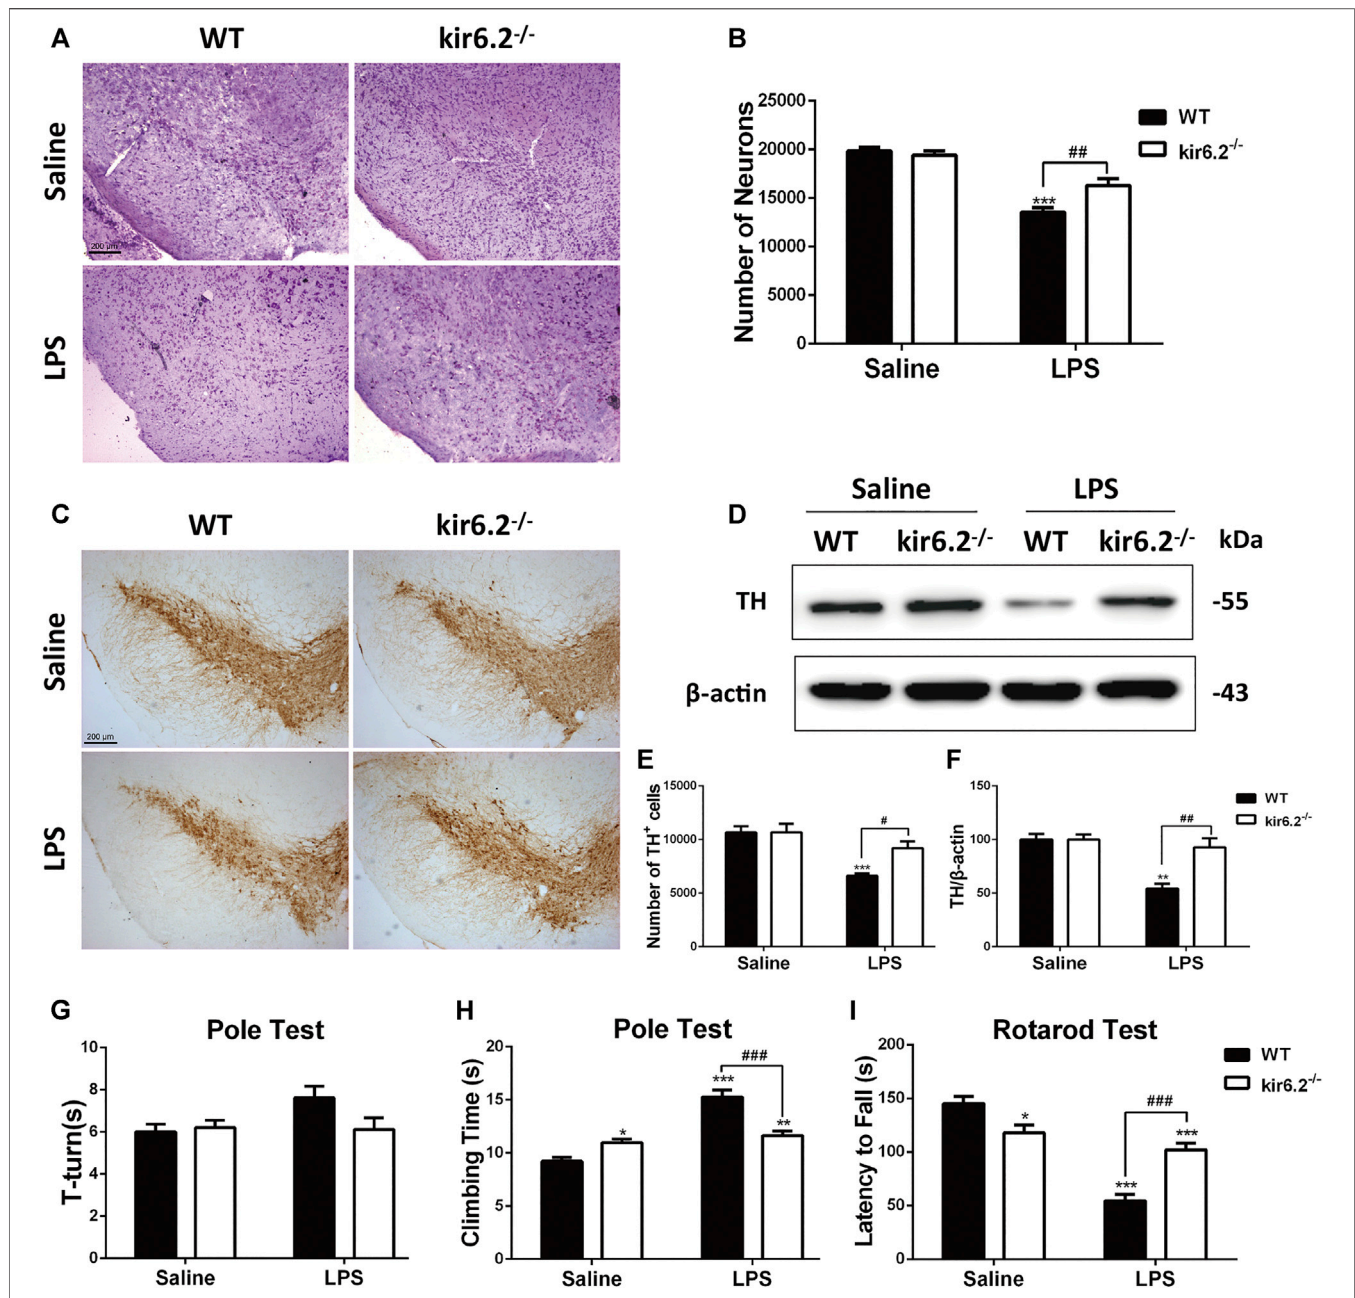 A
WT
kir6.2-/-
Saline
200 µm
LPS
B
Number of Neurons
25000
20000
15000
10000
5000
0
***
##
Saline
LPS
WT
kir6.2-/-
C
WT
kir6.2-/-
Saline
200 µm
LPS
D
Saline
LPS
WT
kir6.2-/-
WT
kir6.2-/-
kDa
TH
-55
β-actin
-43
E
Number of TH+ cells
15000
10000
5000
0
***
#
Saline
LPS
F
TH/β-actin
150
100
50
0
**
##
Saline
LPS
WT
kir6.2-/-
G
Pole Test
T-turn(s)
10
8
6
4
2
0
Saline
LPS
H
Pole Test
Climbing Time (s)
20
15
10
5
0
*
***
###
**
Saline
LPS
I
Rotarod Test
Latency to Fall (s)
200
150
100
50
0
*
***
###
***
Saline
LPS
WT
kir6.2-/-